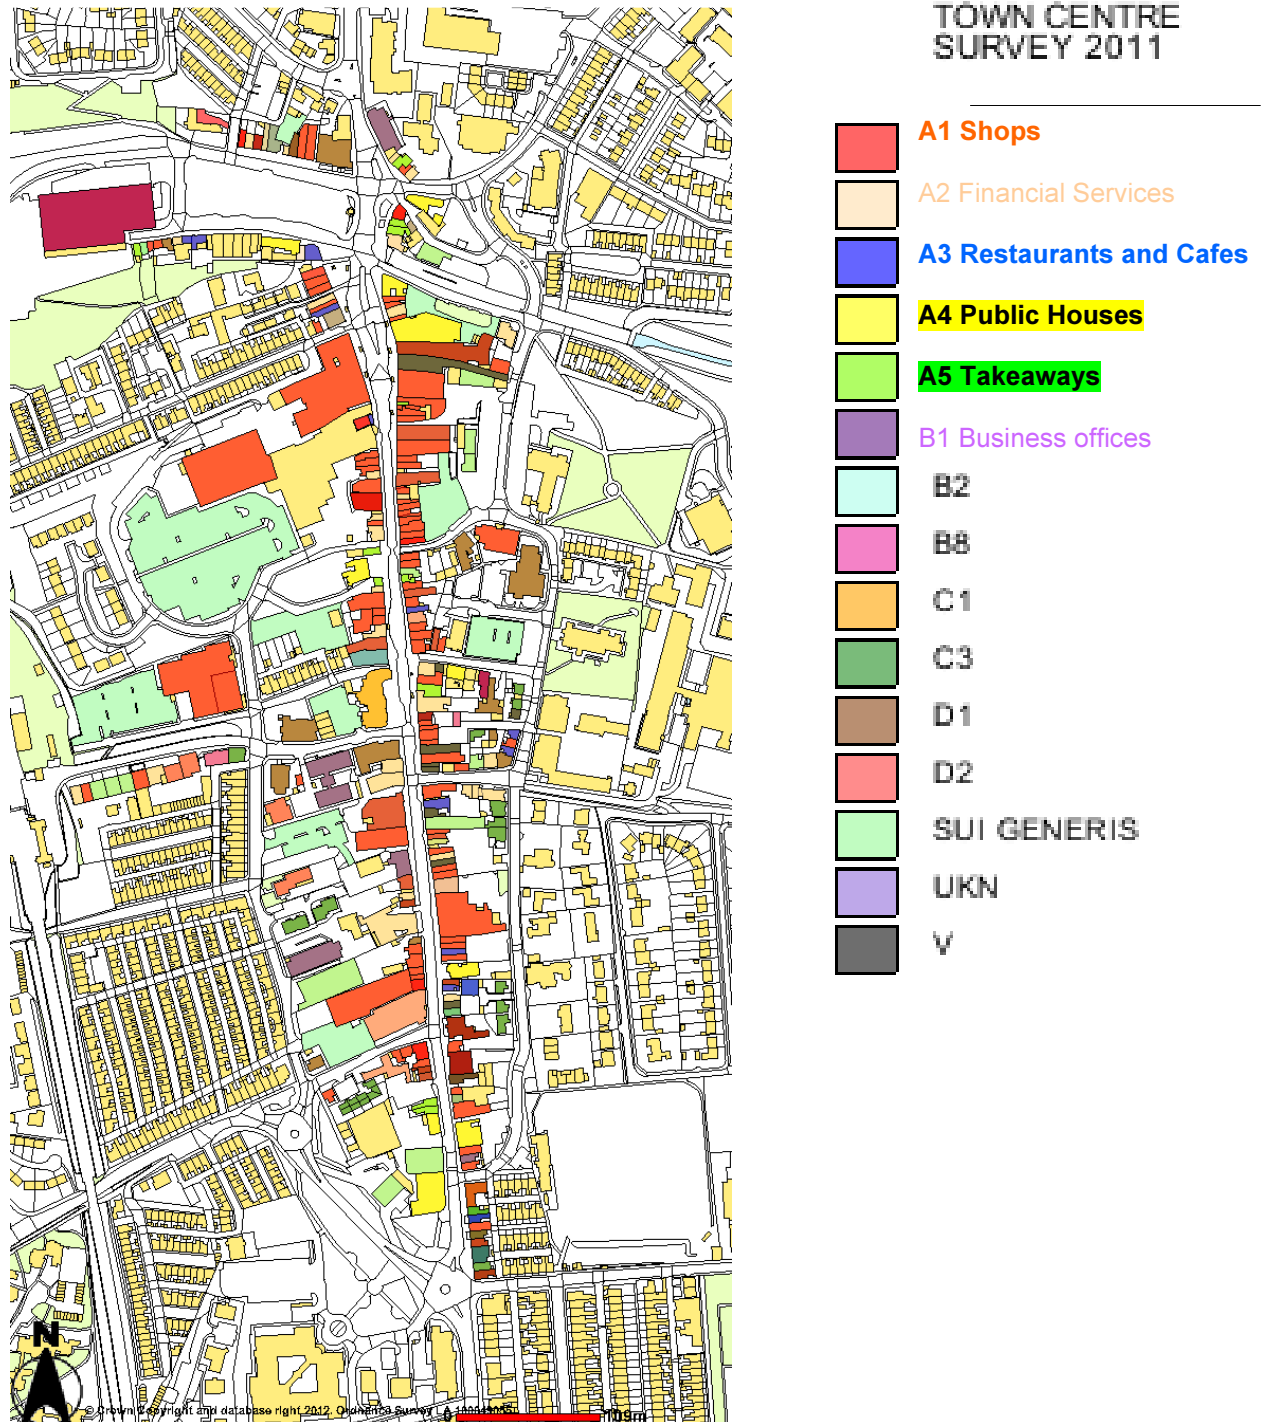 TOWN CENTRE
SURVEY 2011
A1 Shops
A2 Financial Services
A3 Restaurants and Cafes
A4 Public Houses
A5 Takeaways
B1 Business offices
B2
B8
C1
C3
D1
D2
SUI GENERIS
UKN
V
N
© Crown Copyright and database right 2012. Ordnance Survey LA
0 109m